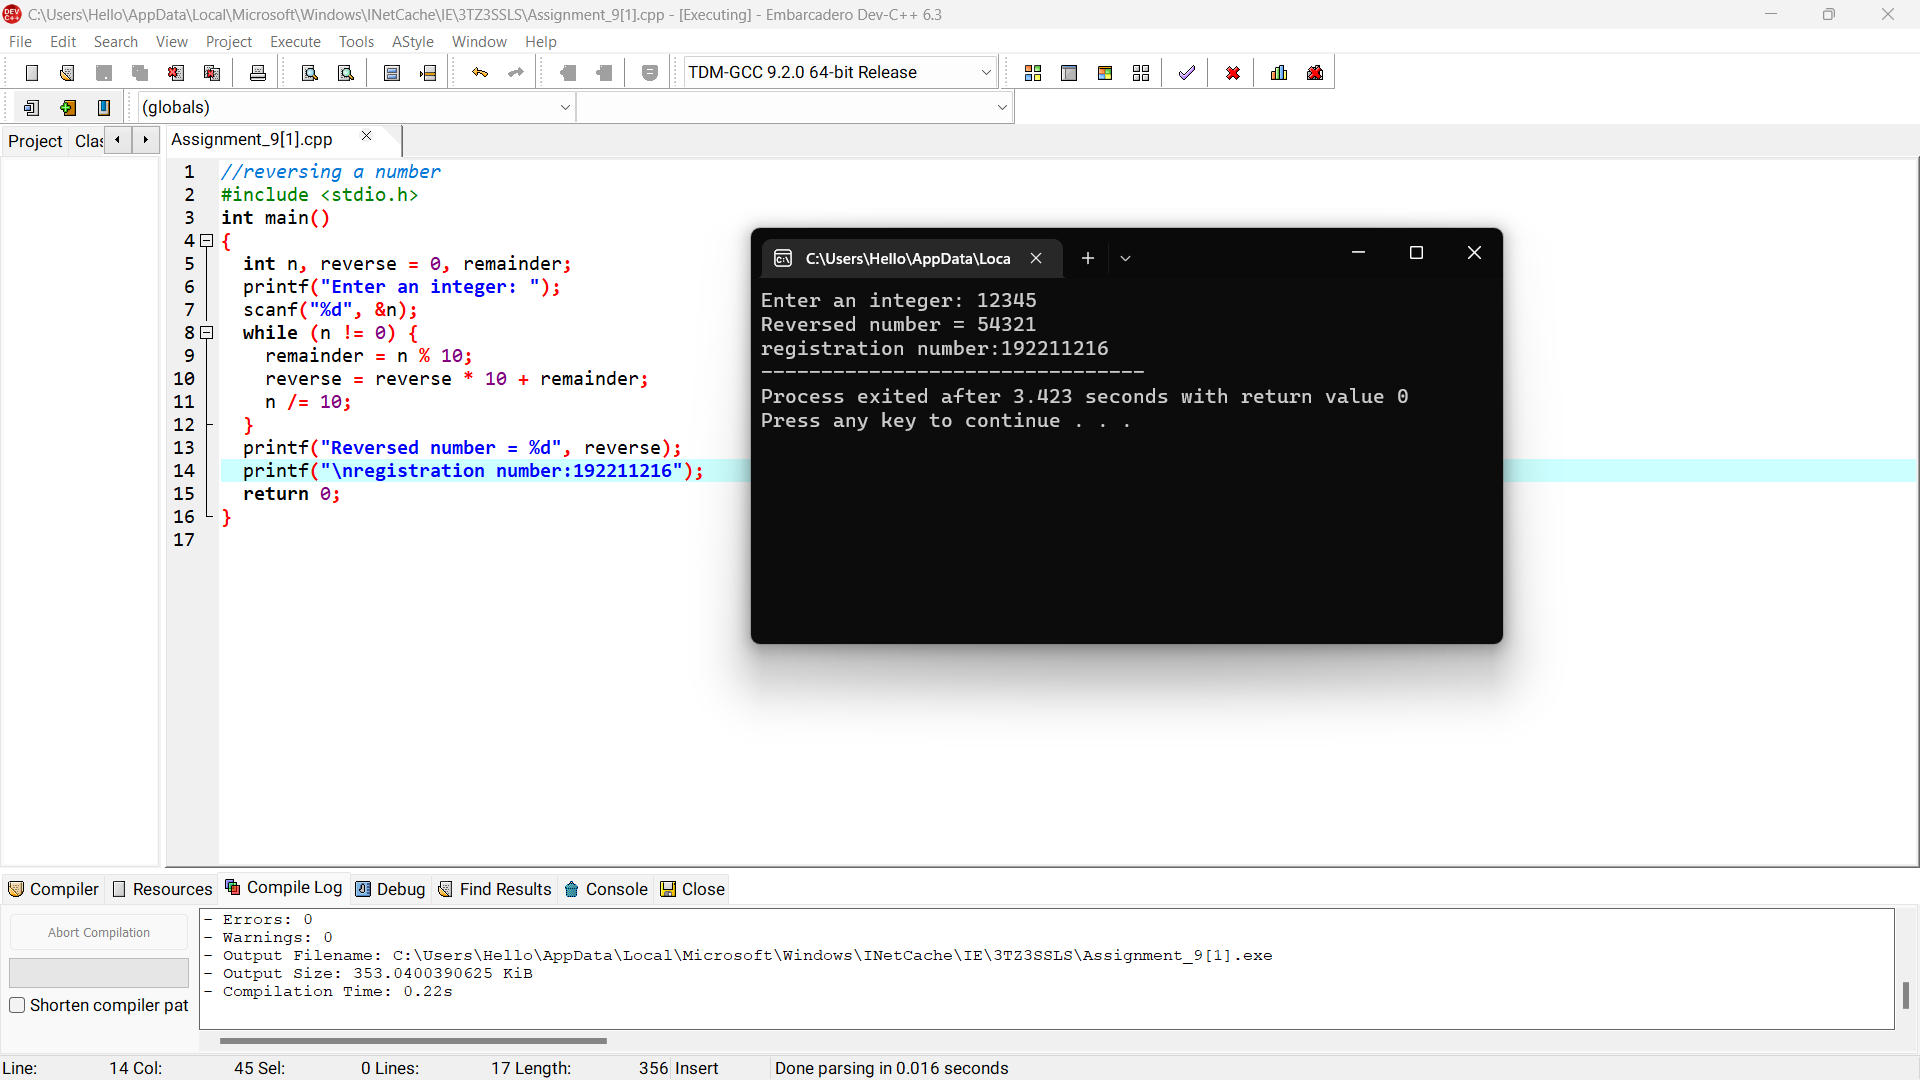 C:\Users\Hello\AppData\Local\Microsoft\Windows\INetCache\IE\3TZ3SSLS\Assignment_9[1].cpp - [Executing] - Embarcadero Dev-C++ 6.3
File Edit Search View Project Execute Tools AStyle Window Help
TDM-GCC 9.2.0 64-bit Release
(globals)
Project Clas Assignment_9[1].cpp
1 //reversing a number
2 #include <stdio.h>
3 int main()
4 {
5 int n, reverse = 0, remainder;
6 printf("Enter an integer: ");
7 scanf("%d", &n);
8 while (n != 0) {
9 remainder = n % 10;
10 reverse = reverse * 10 + remainder;
11 n /= 10;
12 }
13 printf("Reversed number = %d", reverse);
14 printf("\nregistration number:192211216");
15 return 0;
16 }
17
C:\Users\Hello\AppData\Loca
Enter an integer: 12345
Reversed number = 54321
registration number:192211216
--------------------------------
Process exited after 3.423 seconds with return value 0
Press any key to continue . . .
Compiler Resources Compile Log Debug Find Results Console Close
Abort Compilation
Shorten compiler pat
- Errors: 0
- Warnings: 0
- Output Filename: C:\Users\Hello\AppData\Local\Microsoft\Windows\INetCache\IE\3TZ3SSLS\Assignment_9[1].exe
- Output Size: 353.0400390625 KiB
- Compilation Time: 0.22s
Line: 14 Col: 45 Sel: 0 Lines: 17 Length: 356 Insert Done parsing in 0.016 seconds